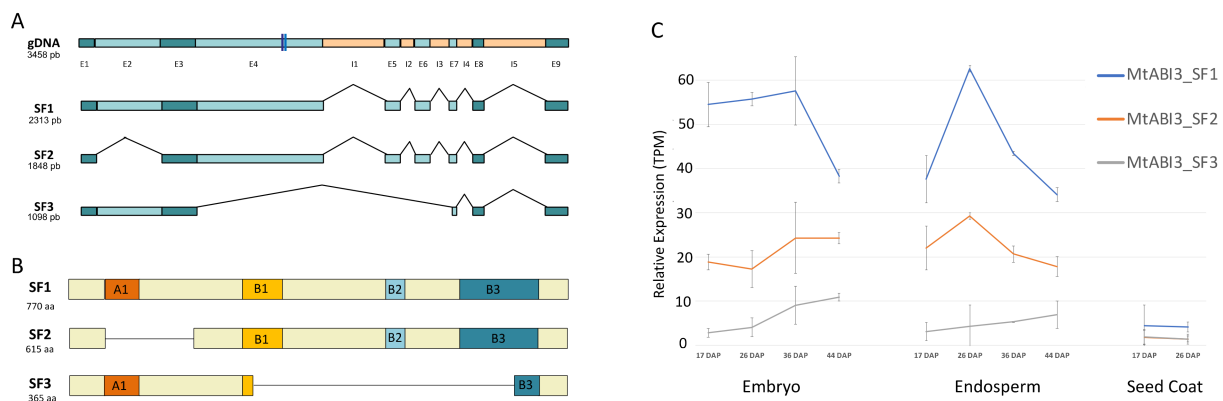 A
gDNA
3458 pb
E1 E2 E3 E4 I1 E5 I2 E6 I3 E7 I4 E8 I5 E9
SF1
2313 pb
SF2
1848 pb
SF3
1098 pb
B
SF1
770 aa
A1 B1 B2 B3
SF2
615 aa
B1 B2 B3
SF3
365 aa
A1 B3
C
Relative Expression (TPM)
60
50
40
30
20
10
0
17 DAP 26 DAP 36 DAP 44 DAP 17 DAP 26 DAP 36 DAP 44 DAP 17 DAP 26 DAP
Embryo Endosperm Seed Coat
MtABI3_SF1
MtABI3_SF2
MtABI3_SF3